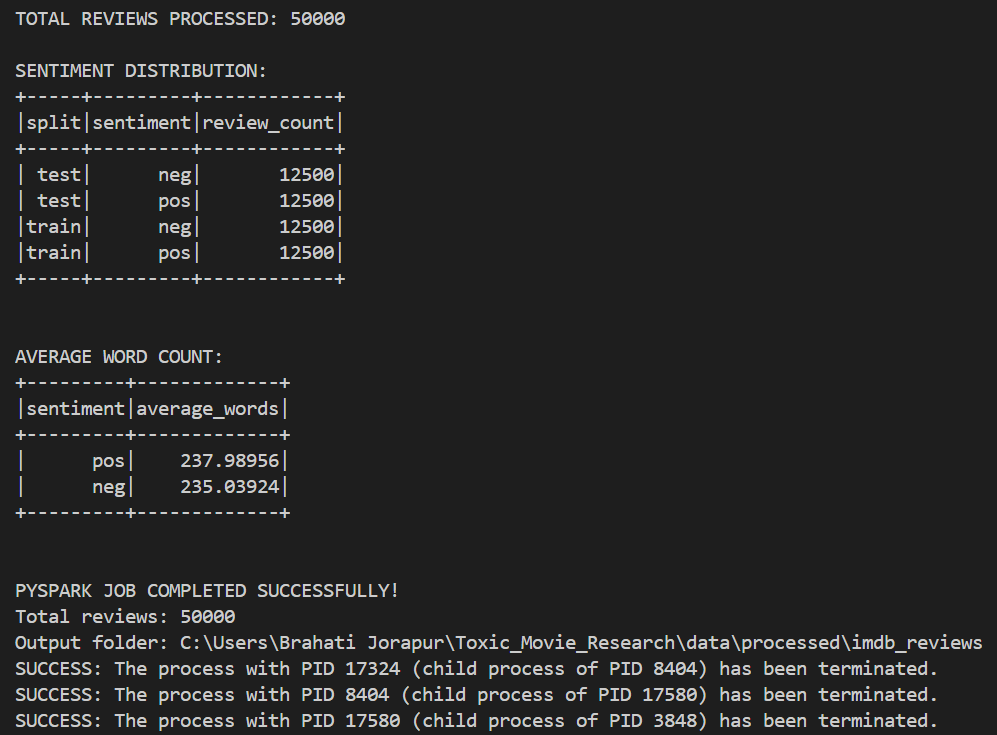 TOTAL REVIEWS PROCESSED: 50000
SENTIMENT DISTRIBUTION:
+-----+---------+------------+
|split|sentiment|review_count|
+-----+---------+------------+
| test|      neg|       12500|
| test|      pos|       12500|
|train|      neg|       12500|
|train|      pos|       12500|
+-----+---------+------------+
AVERAGE WORD COUNT:
+---------+-------------+
|sentiment|average_words|
+---------+-------------+
|      pos|    237.98956|
|      neg|    235.03924|
+---------+-------------+
PYSPARK JOB COMPLETED SUCCESSFULLY!
Total reviews: 50000
Output folder: C:\Users\Brahati Jorapur\Toxic_Movie_Research\data\processed\imdb_reviews
SUCCESS: The process with PID 17324 (child process of PID 8404) has been terminated.
SUCCESS: The process with PID 8404 (child process of PID 17580) has been terminated.
SUCCESS: The process with PID 17580 (child process of PID 3848) has been terminated.